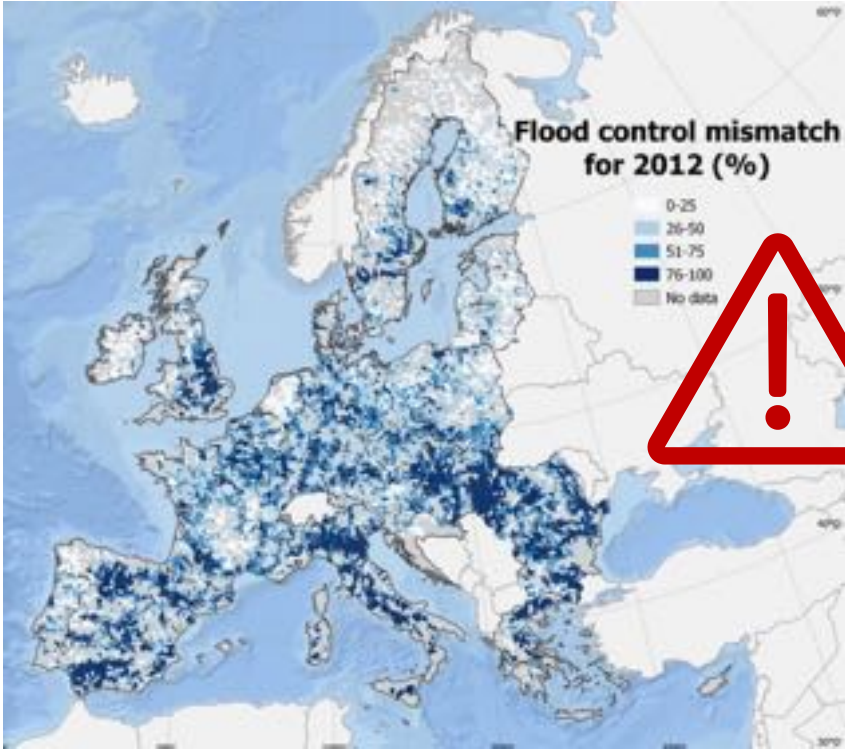 Flood control mismatch
for 2012 (%)
0-25
26-50
51-75
76-100
No data